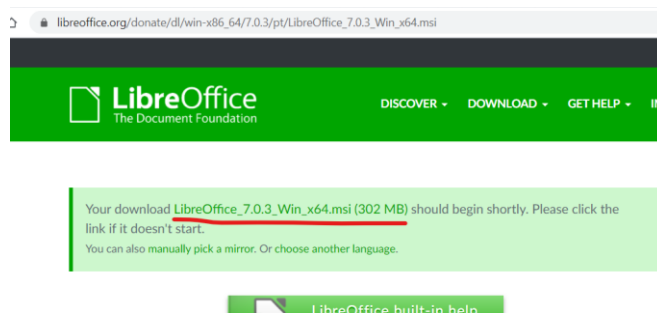 libreoffice.org/donate/dl/win-x86_64/7.0.3/pt/LibreOffice_7.0.3_Win_x64.msi
LibreOffice
The Document Foundation
DISCOVER DOWNLOAD GET HELP
Your download LibreOffice_7.0.3_Win_x64.msi (302 MB) should begin shortly. Please click the
link if it doesn't start.
You can also manually pick a mirror. Or choose another language.
LibreOffice built-in help